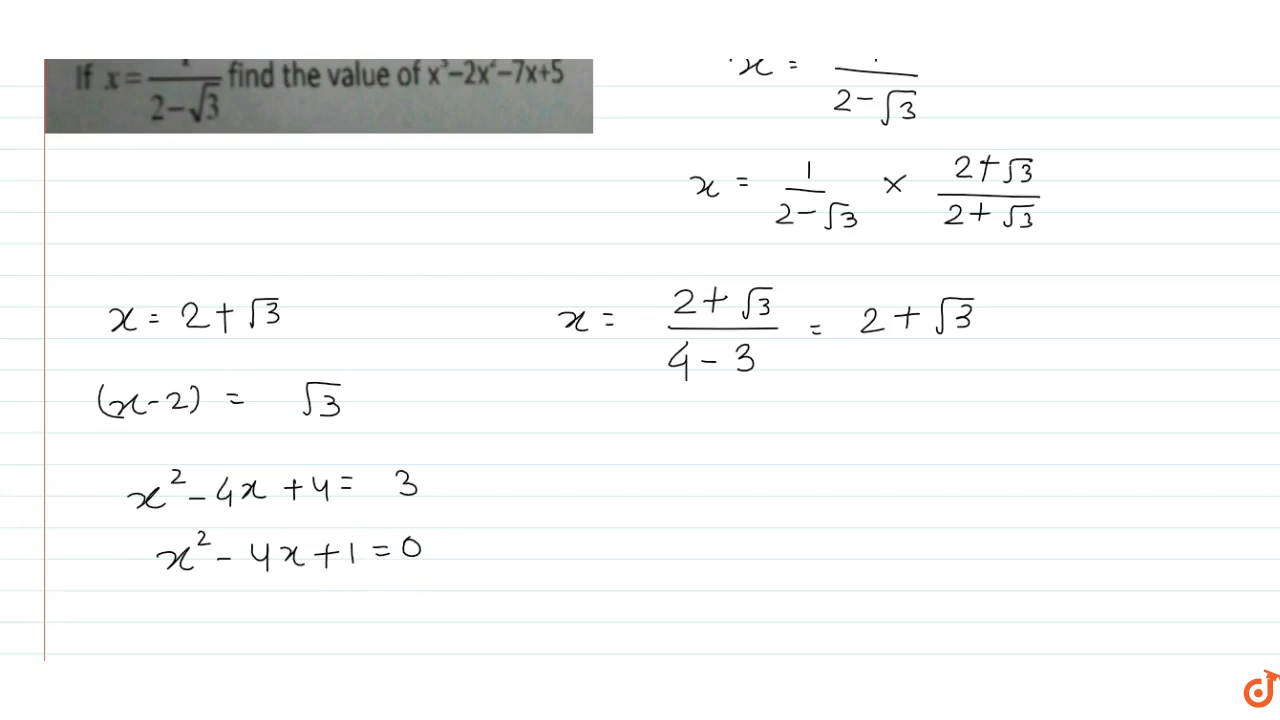 If x = 1/(2−√3) find the value of x³−2x²−7x+5
x = 1/(2−√3)
x = 1/(2−√3) × (2+√3)/(2+√3)
x = 2+√3
x = (2+√3)/(4−3) = 2+√3
(x−2) = √3
x² − 4x + 4 = 3
x² − 4x + 1 = 0